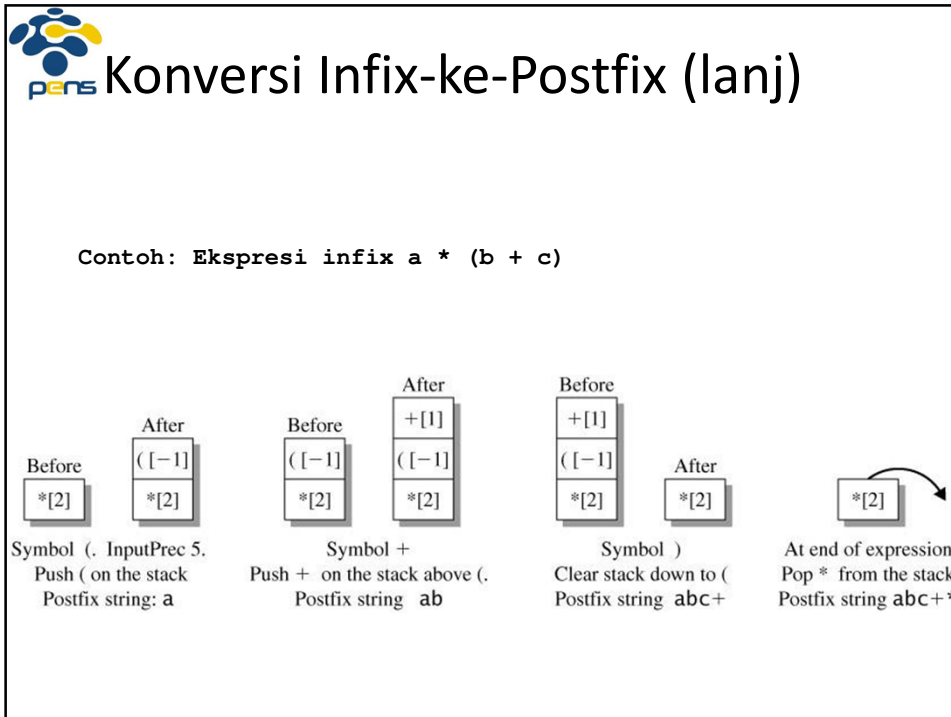 pens
Konversi Infix-ke-Postfix (lanj)
Contoh: Ekspresi infix a * (b + c)
Before
*[2]
After
([−1]
*[2]
Symbol (. InputPrec 5.
Push ( on the stack
Postfix string: a
Before
([−1]
*[2]
After
+[1]
([−1]
*[2]
Symbol +
Push + on the stack above (.
Postfix string ab
Before
+[1]
([−1]
*[2]
After
*[2]
Symbol )
Clear stack down to (
Postfix string abc+
*[2]
At end of expression
Pop * from the stack
Postfix string abc+*